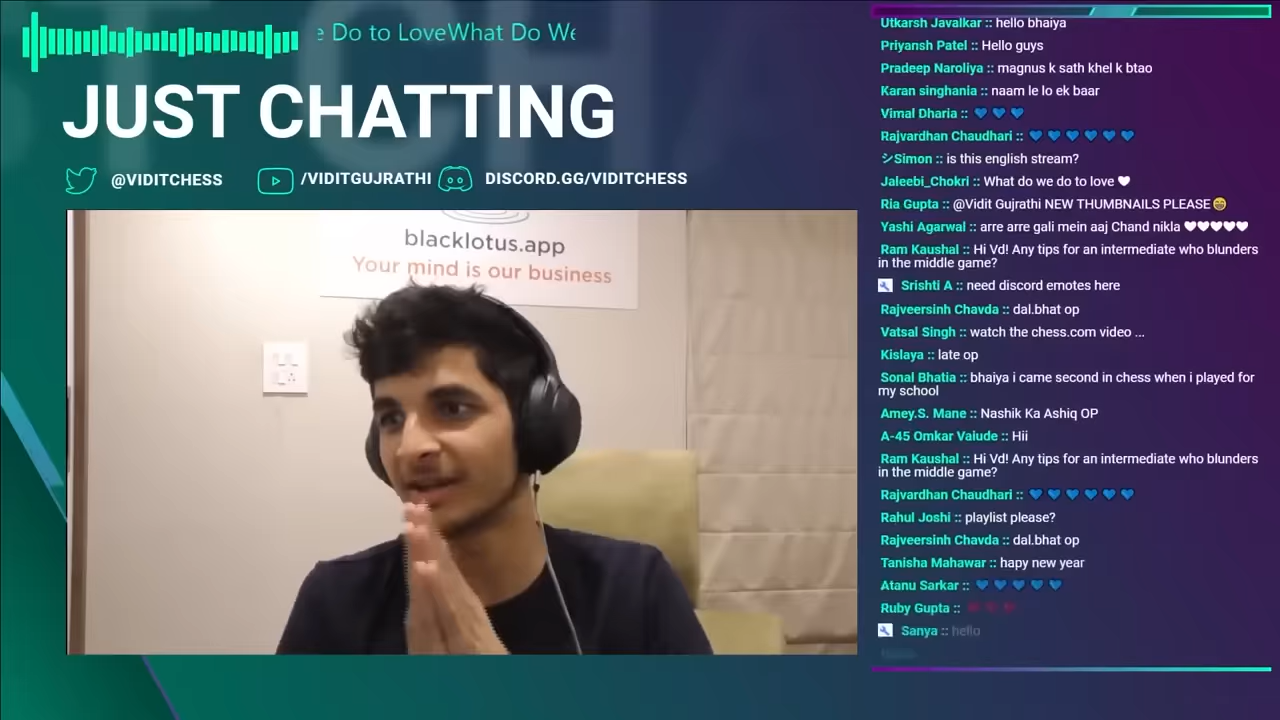 e Do to LoveWhat Do We
JUST CHATTING
@VIDITCHESS
/VIDITGUJRATHI
DISCORD.GG/VIDITCHESS
blacklotus.app
Your mind is our business
Utkarsh Javalkar :: hello bhaiya
Priyansh Patel :: Hello guys
Pradeep Naroliya :: magnus k sath khel k btao
Karan singhania :: naam le lo ek baar
Vimal Dharia :: 💙 💙 💙
Rajvardhan Chaudhari :: 💙 💙 💙 💙 💙 💙
シSimon :: is this english stream?
Jaleebi_Chokri :: What do we do to love 🤍
Ria Gupta :: @Vidit Gujrathi NEW THUMBNAILS PLEASE😁
Yashi Agarwal :: arre arre gali mein aaj Chand nikla 🤍🤍🤍🤍🤍
Ram Kaushal :: Hi Vd! Any tips for an intermediate who blunders
in the middle game?
Srishti A :: need discord emotes here
Rajveersinh Chavda :: dal.bhat op
Vatsal Singh :: watch the chess.com video ...
Kislaya :: late op
Sonal Bhatia :: bhaiya i came second in chess when i played for
my school
Amey.S. Mane :: Nashik Ka Ashiq OP
A-45 Omkar Vaiude :: Hii
Ram Kaushal :: Hi Vd! Any tips for an intermediate who blunders
in the middle game?
Rajvardhan Chaudhari :: 💙 💙 💙 💙 💙 💙
Rahul Joshi :: playlist please?
Rajveersinh Chavda :: dal.bhat op
Tanisha Mahawar :: hapy new year
Atanu Sarkar :: 💙 💙 💙 💙 💙
Ruby Gupta ::
Sanya :: hello